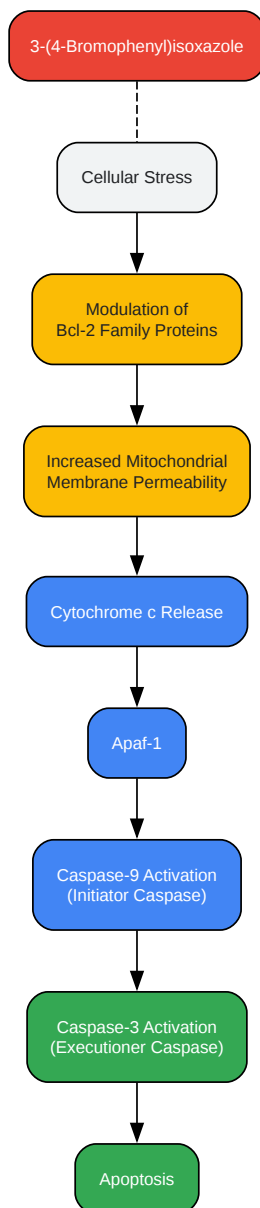 3-(4-Bromophenyl)isoxazole
Cellular Stress
Modulation of
Bcl-2 Family Proteins
Increased Mitochondrial
Membrane Permeability
Cytochrome c Release
Apaf-1
Caspase-9 Activation
(Initiator Caspase)
Caspase-3 Activation
(Executioner Caspase)
Apoptosis